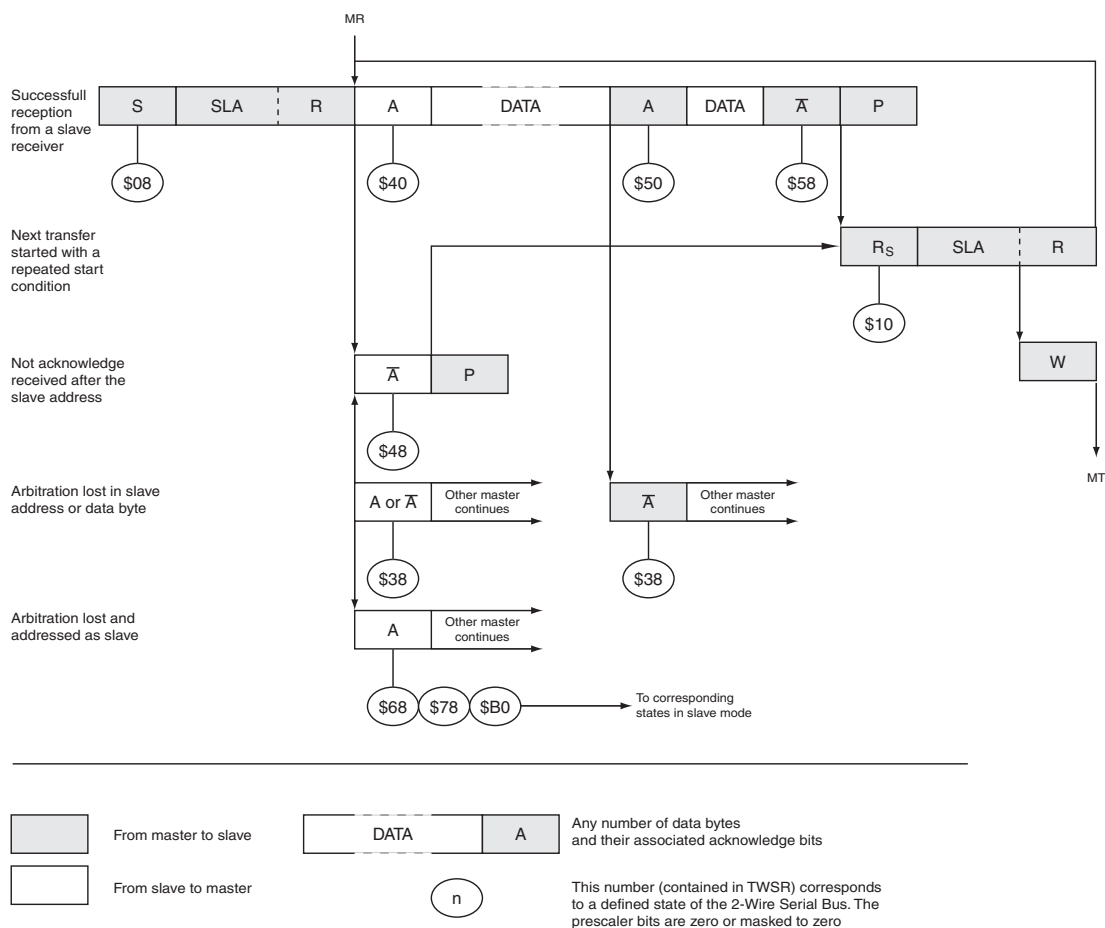 MR
Successfull
reception
from a slave
receiver
S SLA R A DATA A DATA A̅ P
$08 $40 $50 $58
Next transfer
started with a
repeated start
condition
RS SLA R
$10
Not acknowledge
received after the
slave address
A̅ P
W
$48
MT
Arbitration lost in slave
address or data byte
A or A̅
Other master
continues
A̅
Other master
continues
$38 $38
Arbitration lost and
addressed as slave
A
Other master
continues
$68 $78 $B0
To corresponding
states in slave mode
From master to slave
DATA A
Any number of data bytes
and their associated acknowledge bits
From slave to master
n
This number (contained in TWSR) corresponds
to a defined state of the 2-Wire Serial Bus. The
prescaler bits are zero or masked to zero